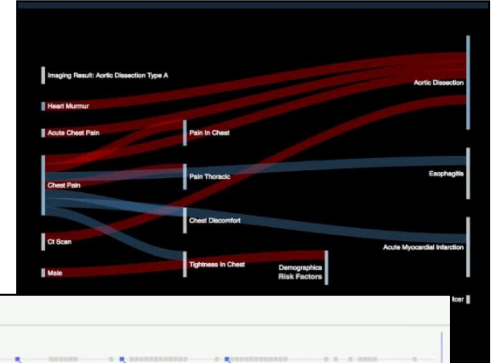 Imaging Result: Aortic Dissection Type A
Aortic Dissection
Heart Murmur
Acute Chest Pain
Pain In Chest
Chest Pain
Pain Thoracic
Esophagitis
Chest Discomfort
Ct Scan
Acute Myocardial Infarction
Male
Tightness In Chest
Demographics
Risk Factors
lcer